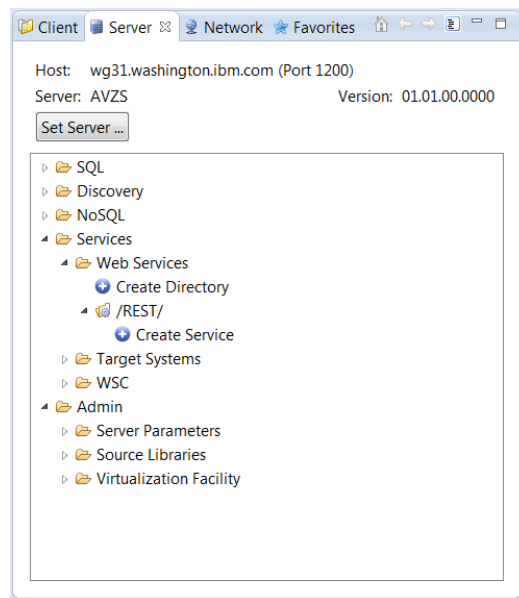 Client Server Network Favorites
Host: wg31.washington.ibm.com (Port 1200)
Server: AVZS Version: 01.01.00.0000
Set Server ...
SQL
Discovery
NoSQL
Services
Web Services
Create Directory
/REST/
Create Service
Target Systems
WSC
Admin
Server Parameters
Source Libraries
Virtualization Facility